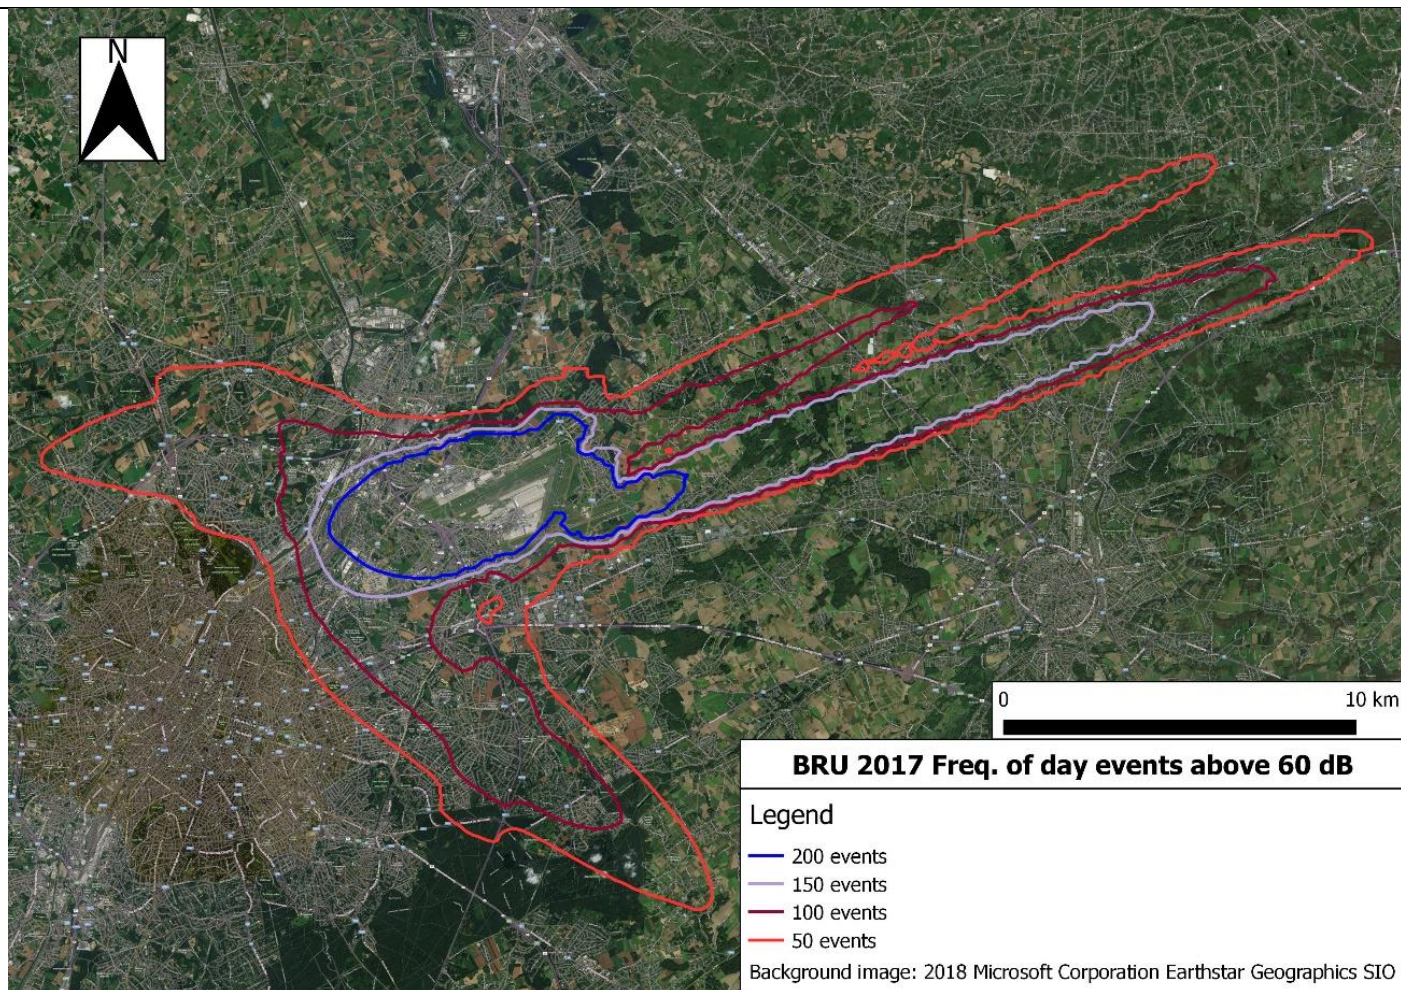 N
0 10 km
BRU 2017 Freq. of day events above 60 dB
Legend
200 events
150 events
100 events
50 events
Background image: 2018 Microsoft Corporation Earthstar Geographics SIO